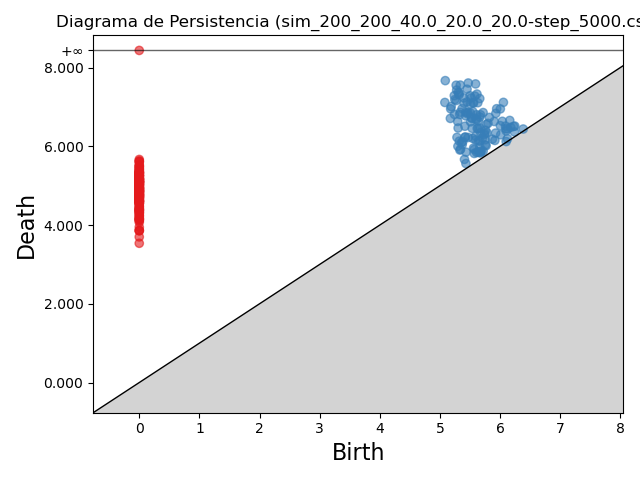 Diagrama de Persistencia (sim_200_200_40.0_20.0_20.0-step_5000.cs
+∞
8.000
6.000
4.000
2.000
0.000
Death
0 1 2 3 4 5 6 7 8
Birth